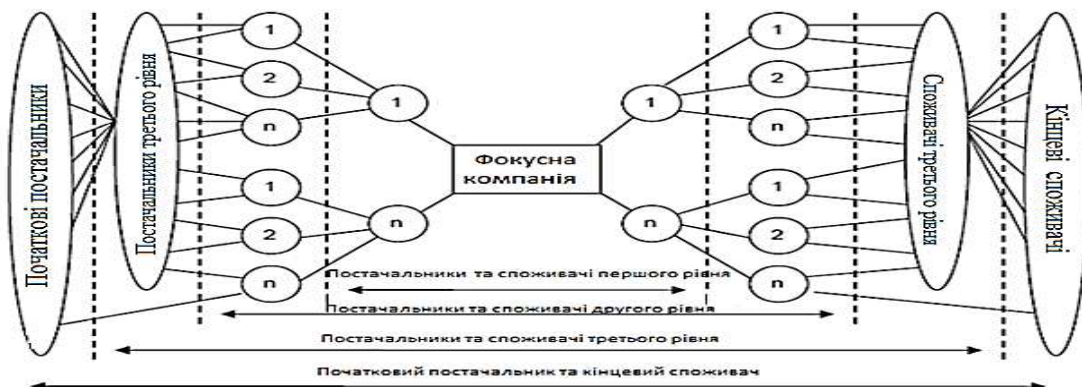 Початкові постачальники
Постачальники третього рівня
1
2
n
1
2
n
1
n
Фокусна
компанія
1
n
1
2
n
1
2
n
Споживачі третього рівня
Кінцеві споживачі
Постачальники та споживачі першого рівня
Постачальники та споживачі другого рівня
Постачальники та споживачі третього рівня
Початковий постачальник та кінцевий споживач